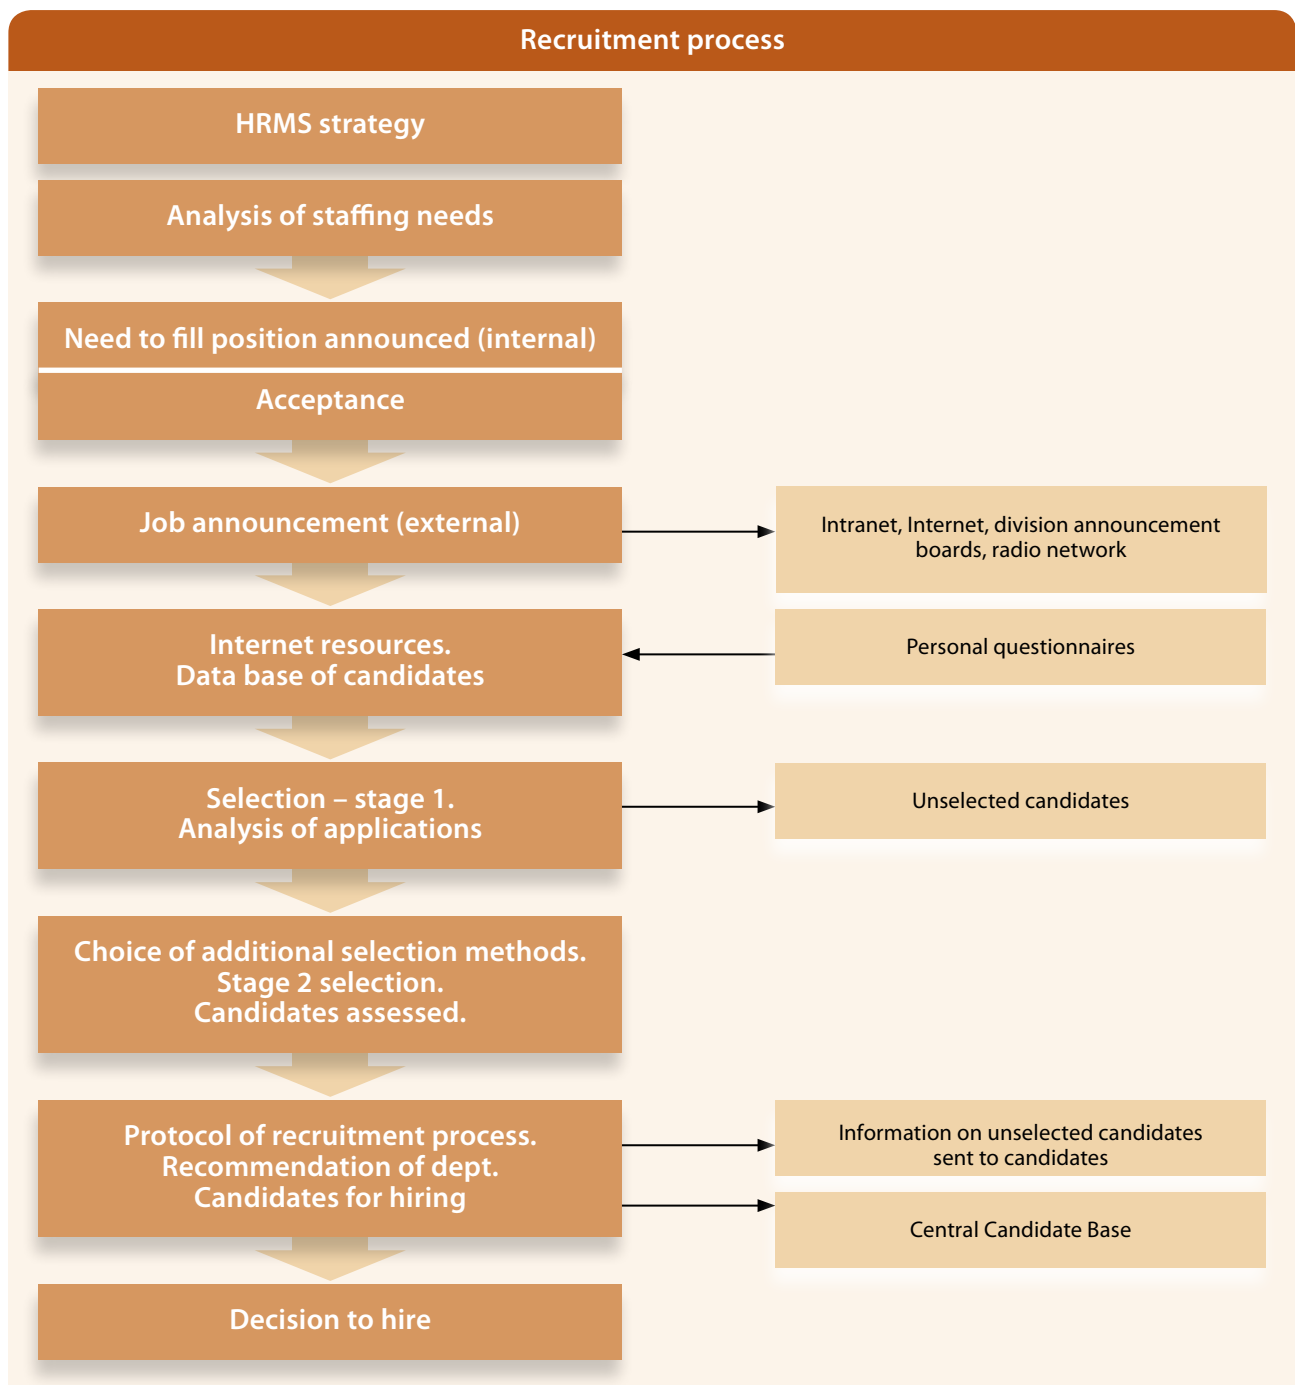 Recruitment process
HRMS strategy
Analysis of staffing needs
Need to fill position announced (internal)
Acceptance
Job announcement (external)
Intranet, Internet, division announcement
boards, radio network
Internet resources.
Data base of candidates
Personal questionnaires
Selection – stage 1.
Analysis of applications
Unselected candidates
Choice of additional selection methods.
Stage 2 selection.
Candidates assessed.
Protocol of recruitment process.
Recommendation of dept.
Candidates for hiring
Information on unselected candidates
sent to candidates
Central Candidate Base
Decision to hire